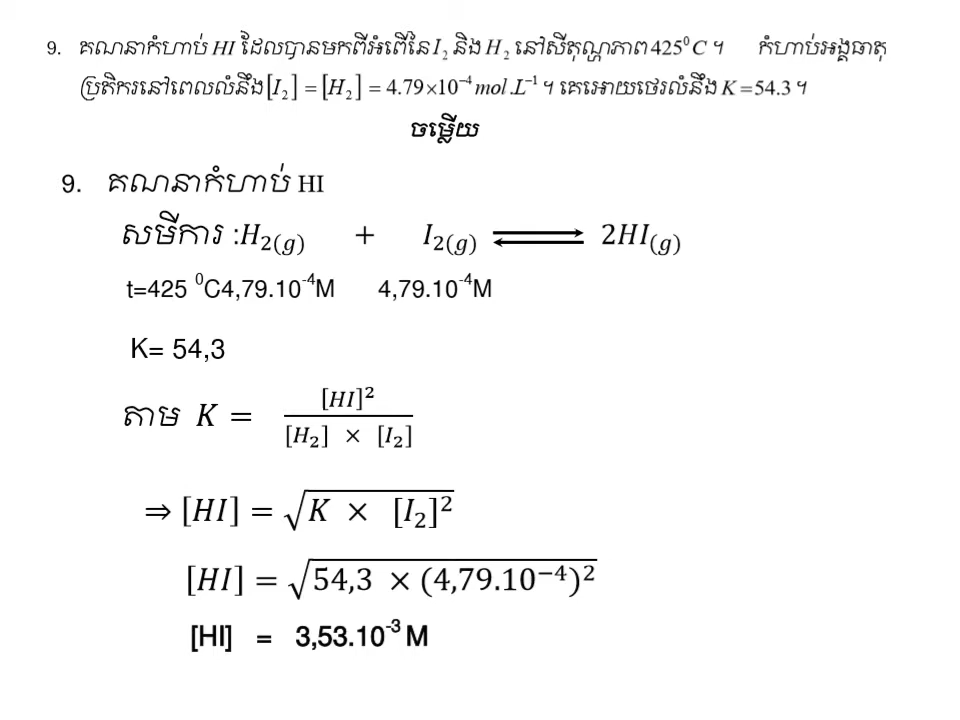 9. គណនាកំហាប់ HI ដែលបានមកពីអំពើនៃ I₂ និង H₂ នៅសីតុណ្ហភាព 425⁰C ។ កំហាប់អង្គធាតុ
ប្រតិករនៅពេលលំនឹង [I₂] = [H₂] = 4.79×10⁻⁴ mol.L⁻¹ ។ គេអោយថេរលំនឹង K=54.3 ។
ចម្លើយ
9. គណនាកំហាប់ HI
សមីការ :H₂₍g₎ + I₂₍g₎ ⇌ 2HI₍g₎
t=425 ⁰C4,79.10⁻⁴M 4,79.10⁻⁴M
K= 54,3
តាម K = [HI]² / [H₂] × [I₂]
⇒ [HI] = √(K × [I₂]²)
[HI] = √(54,3 × (4,79.10⁻⁴)²)
[HI] = 3,53.10⁻³ M